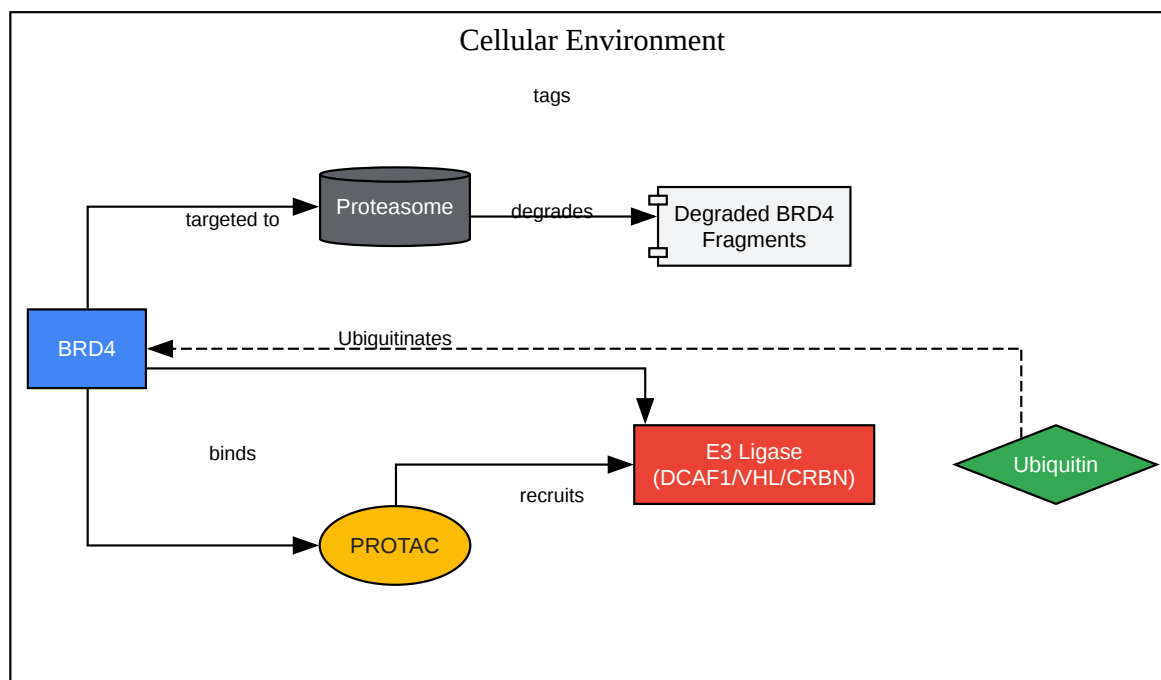 Cellular Environment
tags
Proteasome
targeted to
degrades
Degraded BRD4
Fragments
BRD4
Ubiquitinates
binds
E3 Ligase
(DCAF1/VHL/CRBN)
Ubiquitin
recruits
PROTAC